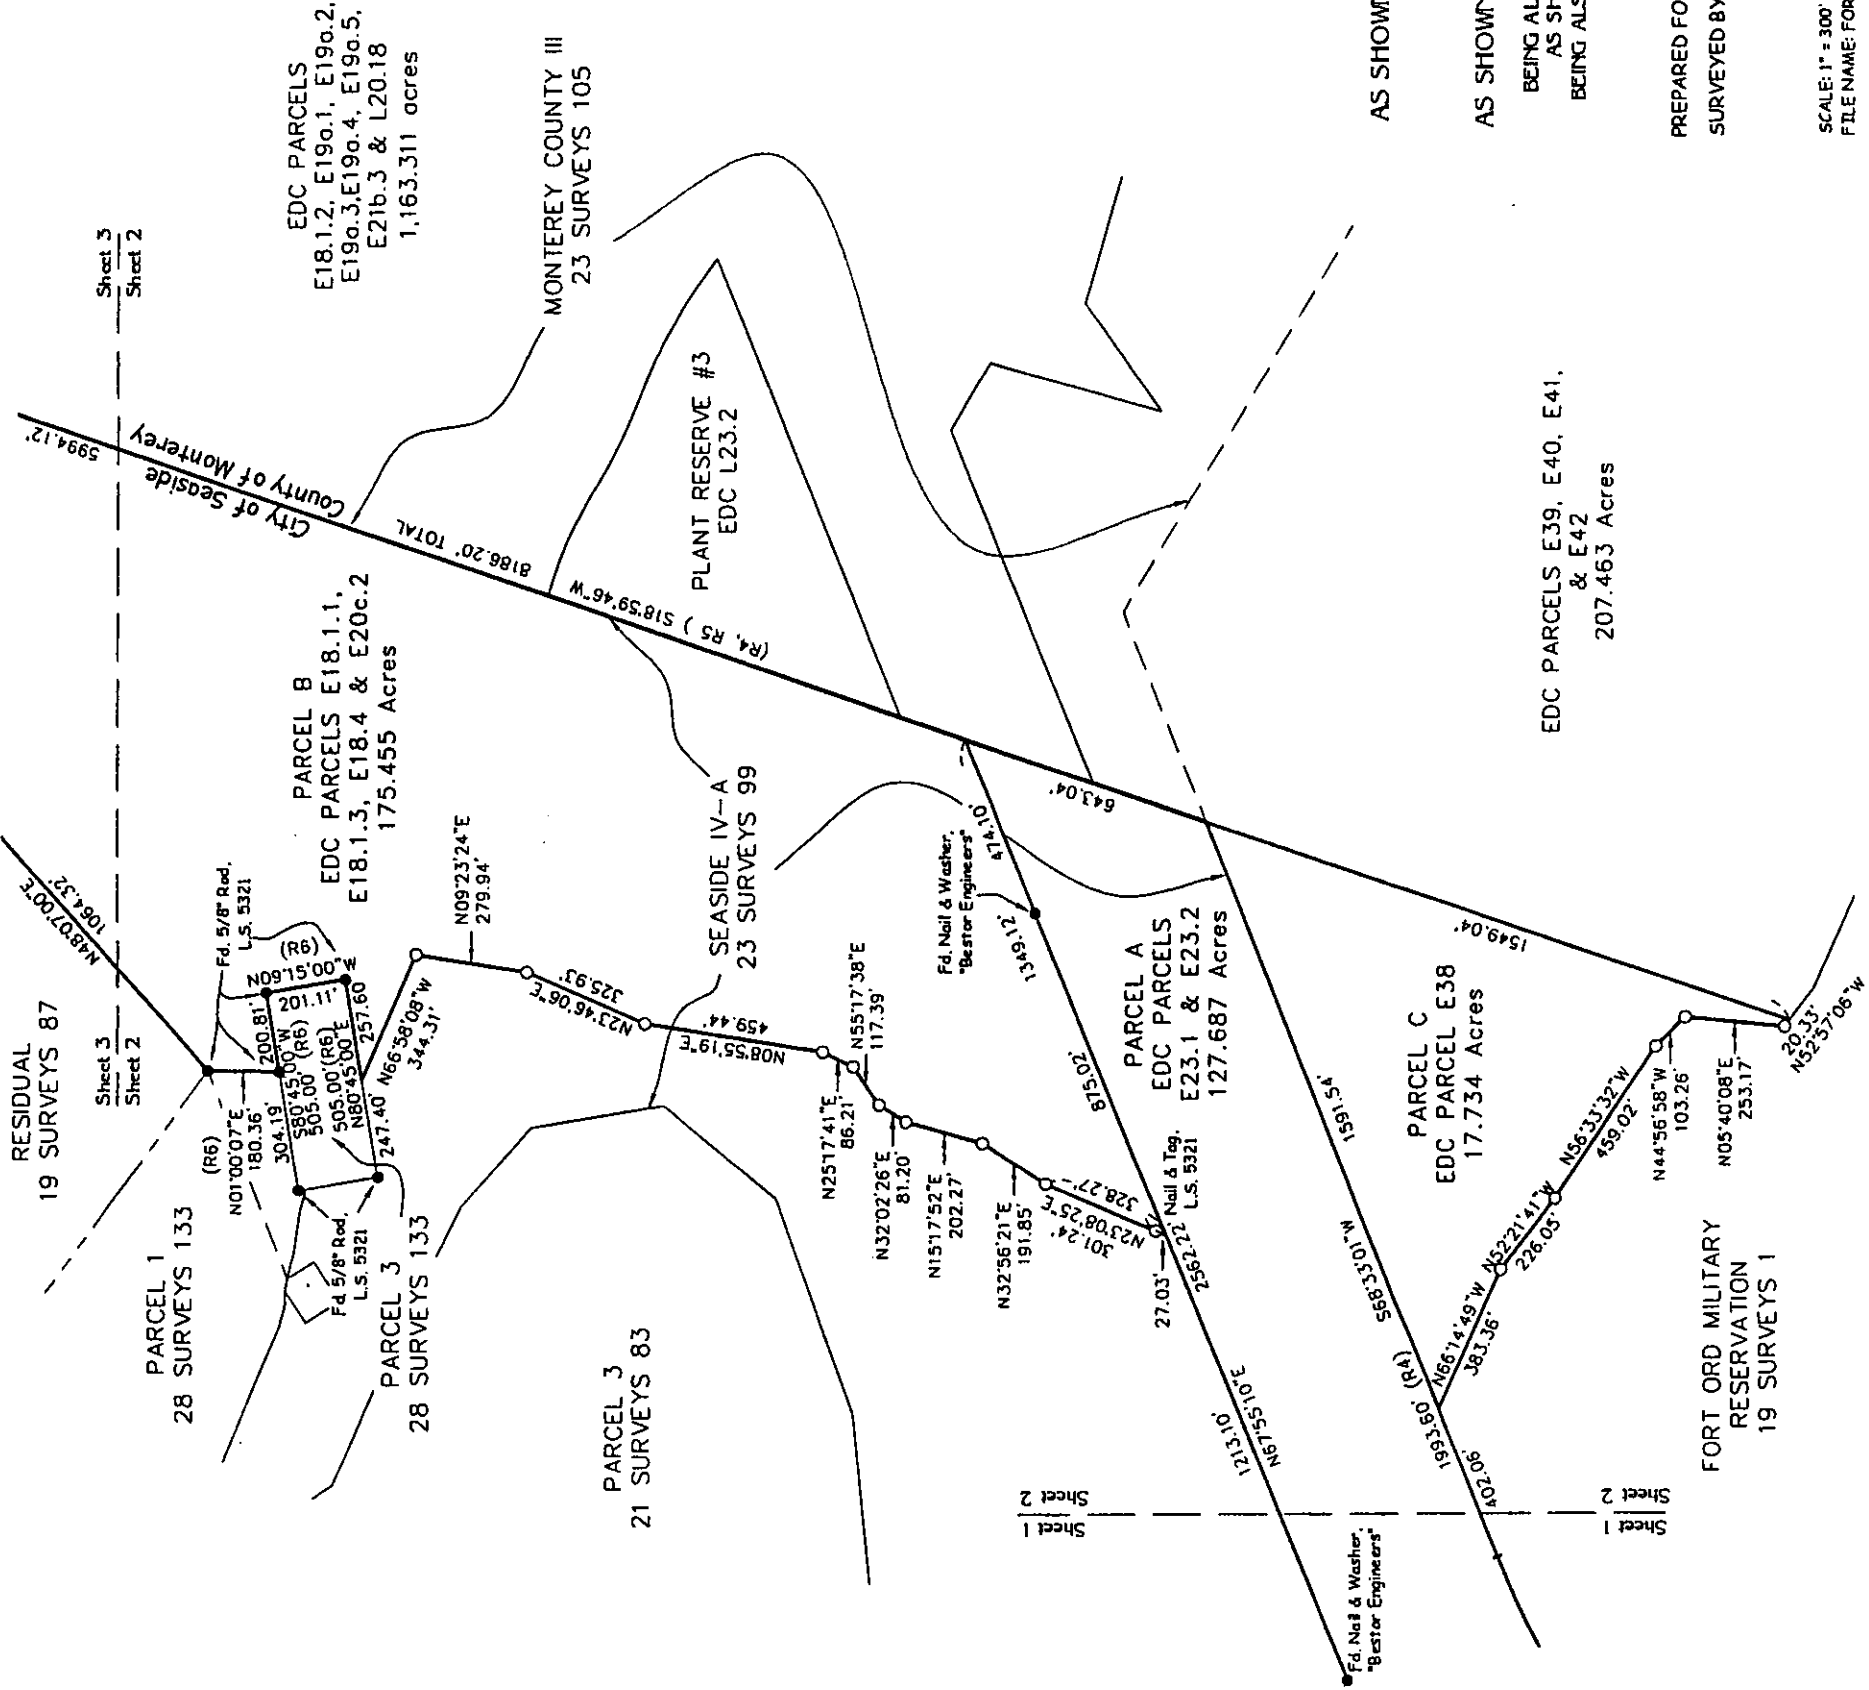 RESIDUAL
19 SURVEYS 87
Sheet 3
Sheet 2
Sheet 3
Sheet 2
N48°07'00"E
1064.32'
5994.12'
City of Seaside
County of Monterey
EDC PARCELS
E18.1.2, E19a.1, E19a.2,
E19a.3,E19a.4, E19a.5,
E21b.3 & L20.18
1,163.311 acres
MONTEREY COUNTY III
23 SURVEYS 105
PARCEL B
EDC PARCELS E18.1.1,
E18.1.3, E18.4 & E20c.2
175.455 Acres
8186.20' TOTAL
(R4, R5 ) S18°59'46"W
PLANT RESERVE #3
EDC L23.2
Fd. 5/8" Rod,
L.S. 5321
(R6)
N09°15'00"W
201.11'
200.81'
(R6)
N01°00'07"E
180.36'
304.19'
S80°45'00"W
505.00' (R6)
505.00'(R6)
N80°45'00"E
247.40'
257.60'
N66°58'08"W
344.31'
N09°23'24"E
279.94'
N23°46'06"E
325.93'
PARCEL 1
28 SURVEYS 133
Fd. 5/8" Rod,
L.S. 5321
PARCEL 3
28 SURVEYS 133
SEASIDE IV-A
23 SURVEYS 99
N08°55'19"E
459.44'
N55°17'38"E
117.39'
N25°17'41"E
86.21'
N32°02'26"E
81.20'
N15°17'52"E
202.27'
N32°56'21"E
191.85'
N23°08'25"E
301.24'
328.27'
27.03'
PARCEL 3
21 SURVEYS 83
Fd. Nail & Washer,
"Bestor Engineers"
474.10'
1349.12'
875.02'
Nail & Tag,
L.S. 5321
2562.22'
1213.10'
N67°55'10"E
643.04'
PARCEL A
EDC PARCELS
E23.1 & E23.2
127.687 Acres
1549.04'
1591.54'
S68°33'01"W
1993.60' (R4)
402.06'
PARCEL C
EDC PARCEL E38
17.734 Acres
N66°14'49"W
383.36'
N52°21'41"W
226.05'
N56°33'32"W
459.02'
N44°56'58"W
103.26'
N05°40'08"E
253.17'
20.33'
N52°57'06"W
Sheet 1
Sheet 2
Sheet 1
Sheet 2
Fd. Nail & Washer,
"Bestor Engineers"
FORT ORD MILITARY
RESERVATION
19 SURVEYS 1
EDC PARCELS E39, E40, E41,
& E42
207.463 Acres
AS SHOWN
AS SHOWN
BEING AL
AS SH
BEING ALS
PREPARED FO
SURVEYED BY
SCALE: 1" = 300'
FILE NAME: FOR